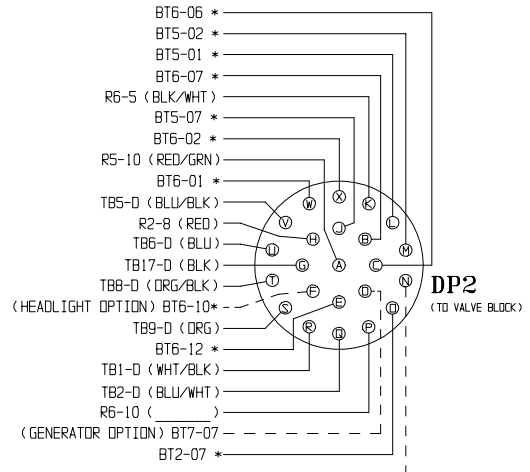 BT6-06 *
BT5-02 *
BT5-01 *
BT6-07 *
R6-5 (BLK/WHT)
BT5-07 *
BT6-02 *
R5-10 (RED/GRN)
BT6-01 *
TB5-D (BLU/BLK)
R2-8 (RED)
TB6-D (BLU)
TB17-D (BLK)
TB8-D (ORG/BLK)
(HEADLIGHT OPTION) BT6-10*
TB9-D (ORG)
BT6-12 *
TB1-D (WHT/BLK)
TB2-D (BLU/WHT)
R6-10 (______)
(GENERATOR OPTION) BT7-07
BT2-07 *
X
W K
V J L
H B M
U
G A C
T F D N
S E O
R Q P
DP2
(TO VALVE BLOCK)